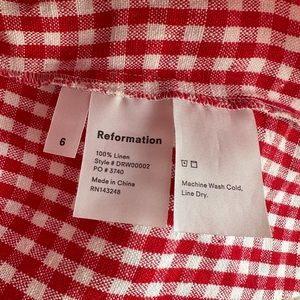 6
Reformation
100% Linen
Style # DRW00002
PO # 3740
Made in China
RN143248
Machine Wash Cold,
Line Dry.